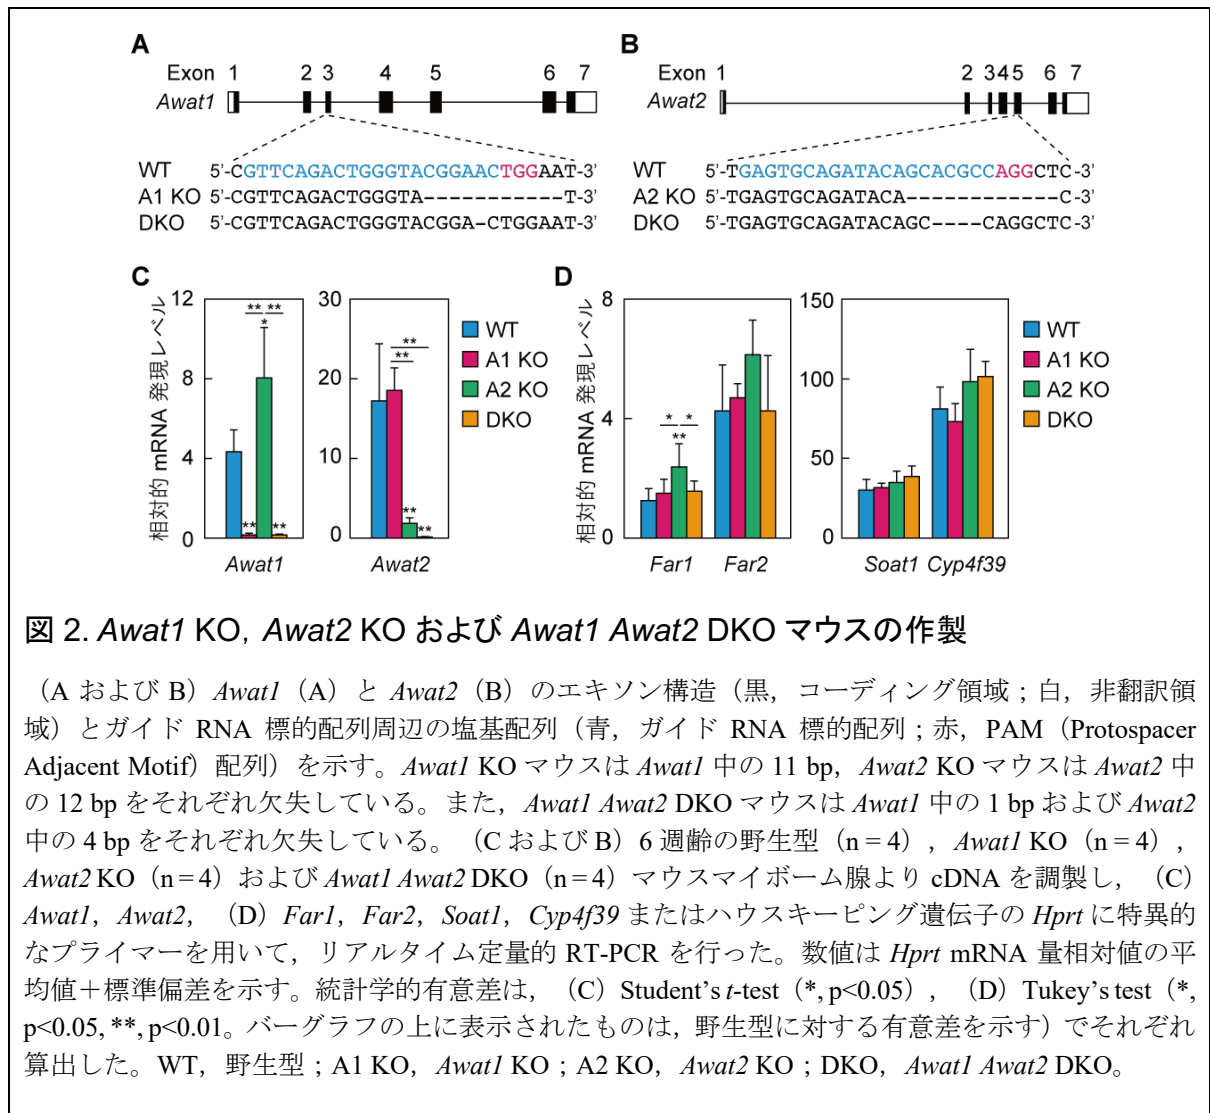 A
Exon 1 2 3 4 5 6 7
Awat1
WT 5'-CGTTCAGACTGGGTACGGAACTGGAAT-3'
A1 KO 5'-CGTTCAGACTGGGTA-----------T-3'
DKO 5'-CGTTCAGACTGGGTACGGA-CTGGAAT-3'
B
Exon 1 2 3 4 5 6 7
Awat2
WT 5'-TGAGTGCAGATACAGCACGCCAGGCTC-3'
A2 KO 5'-TGAGTGCAGATACA------------C-3'
DKO 5'-TGAGTGCAGATACAGC----CAGGCTC-3'
C
相対的 mRNA 発現レベル
12
8
4
0
** **
*
** **
Awat1
30
20
10
0
**
**
**
**
Awat2
WT
A1 KO
A2 KO
DKO
D
相対的 mRNA 発現レベル
8
4
0
* *
**
Far1 Far2
150
100
50
0
Soat1 Cyp4f39
WT
A1 KO
A2 KO
DKO
図 2. Awat1 KO，Awat2 KO および Awat1 Awat2 DKO マウスの作製
（A および B）Awat1（A）と Awat2（B）のエキソン構造（黒，コーディング領域；白，非翻訳領
域）とガイド RNA 標的配列周辺の塩基配列（青，ガイド RNA 標的配列；赤，PAM（Protospacer
Adjacent Motif）配列）を示す。Awat1 KO マウスは Awat1 中の 11 bp，Awat2 KO マウスは Awat2 中
の 12 bp をそれぞれ欠失している。また，Awat1 Awat2 DKO マウスは Awat1 中の 1 bp および Awat2
中の 4 bp をそれぞれ欠失している。（C および B）6 週齢の野生型（n = 4），Awat1 KO（n = 4），
Awat2 KO（n = 4）および Awat1 Awat2 DKO（n = 4）マウスマイボーム腺より cDNA を調製し，（C）
Awat1，Awat2，（D）Far1，Far2，Soat1，Cyp4f39 またはハウスキーピング遺伝子の Hprt に特異的
なプライマーを用いて，リアルタイム定量的 RT-PCR を行った。数値は Hprt mRNA 量相対値の平
均値＋標準偏差を示す。統計学的有意差は，（C）Student's t-test（*, p<0.05），（D）Tukey's test（*,
p<0.05, **, p<0.01。バーグラフの上に表示されたものは，野生型に対する有意差を示す）でそれぞれ
算出した。WT，野生型；A1 KO，Awat1 KO；A2 KO，Awat2 KO；DKO，Awat1 Awat2 DKO。